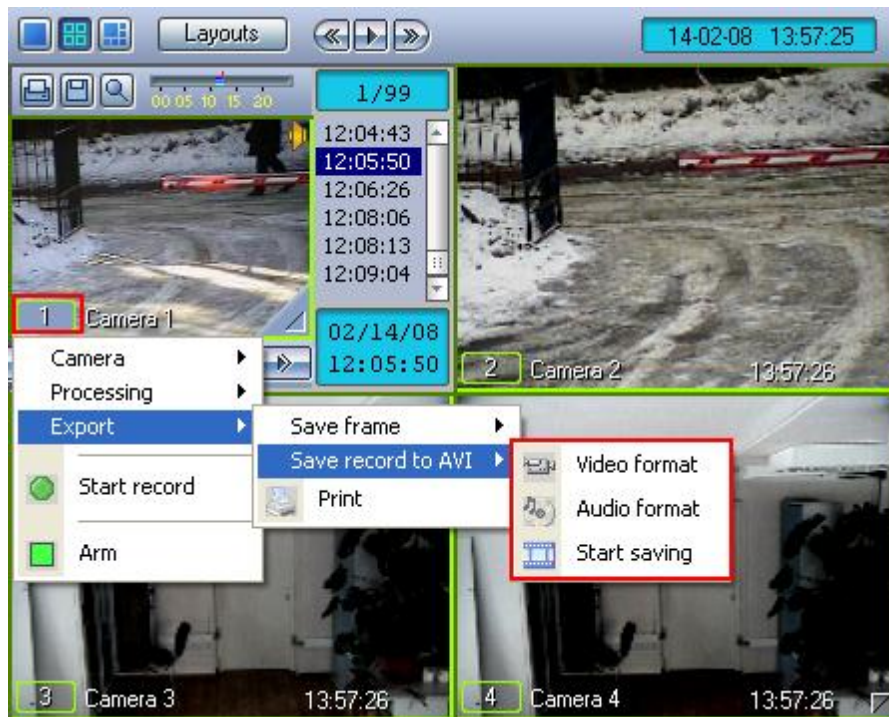 Layouts
14-02-08 13:57:25
00 05 10 15 20
1/99
12:04:43
12:05:50
12:06:26
12:08:06
12:08:13
12:09:04
02/14/08
12:05:50
1 Camera 1
2 Camera 2 13:57:26
Camera
Processing
Export
Start record
Arm
Save frame
Save record to AVI
Print
Video format
Audio format
Start saving
3 Camera 3 13:57:26
4 Camera 4 13:57:26